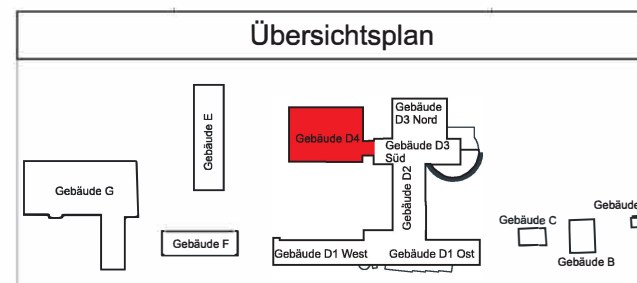 Übersichtsplan
Gebäude
D3 Nord
Gebäude E
Gebäude D4
Gebäude D3
Süd
Gebäude G
Gebäude D2
Gebäude
Gebäude C
Gebäude F
Gebäude D1 West
Gebäude D1 Ost
Gebäude B